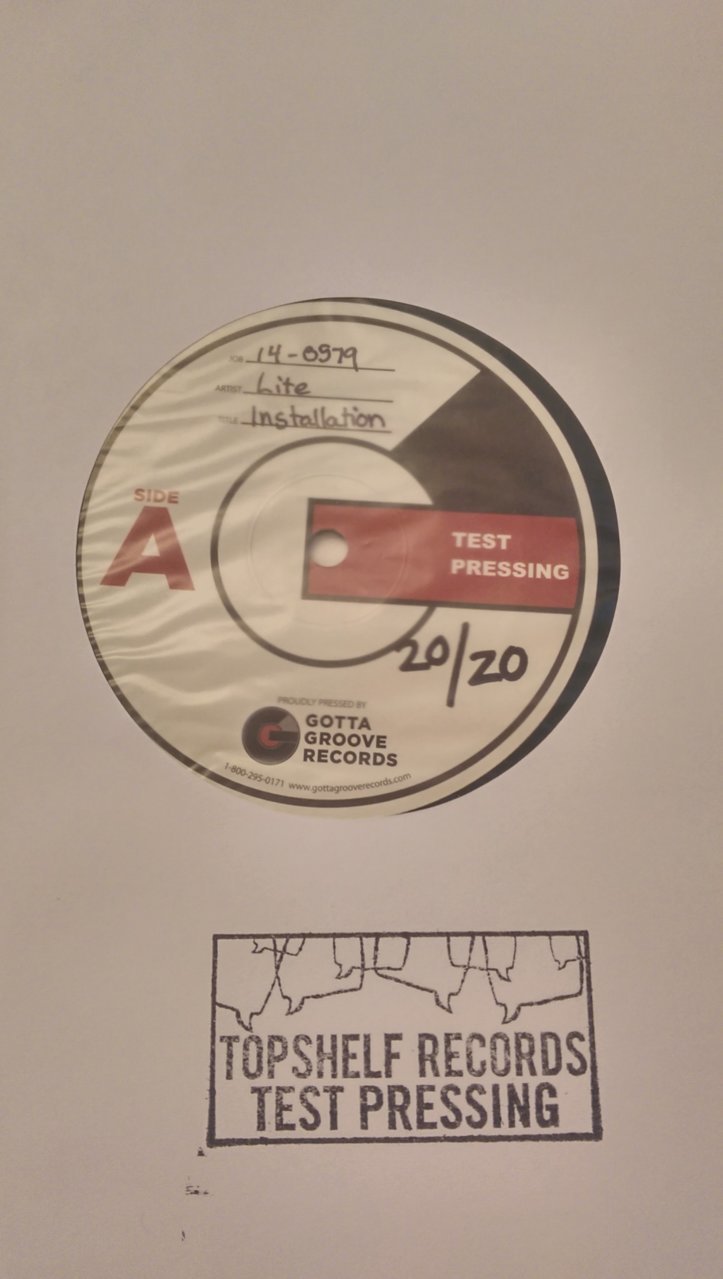 JOB 14-0579
ARTIST Lite
TITLE Installation
SIDE
A
TEST
PRESSING
20/20
PROUDLY PRESSED BY
GOTTA
GROOVE
RECORDS
1-800-295-0171 www.gottagrooverecords.com
TOPSHELF RECORDS
TEST PRESSING